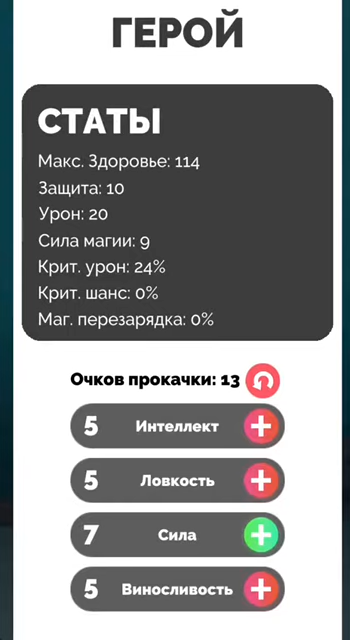 ГЕРОЙ
СТАТЫ
Макс. Здоровье: 114
Защита: 10
Урон: 20
Сила магии: 9
Крит. урон: 24%
Крит. шанс: 0%
Маг. перезарядка: 0%
Очков прокачки: 13
5 Интеллект +
5 Ловкость +
7 Сила +
5 Выносливость +